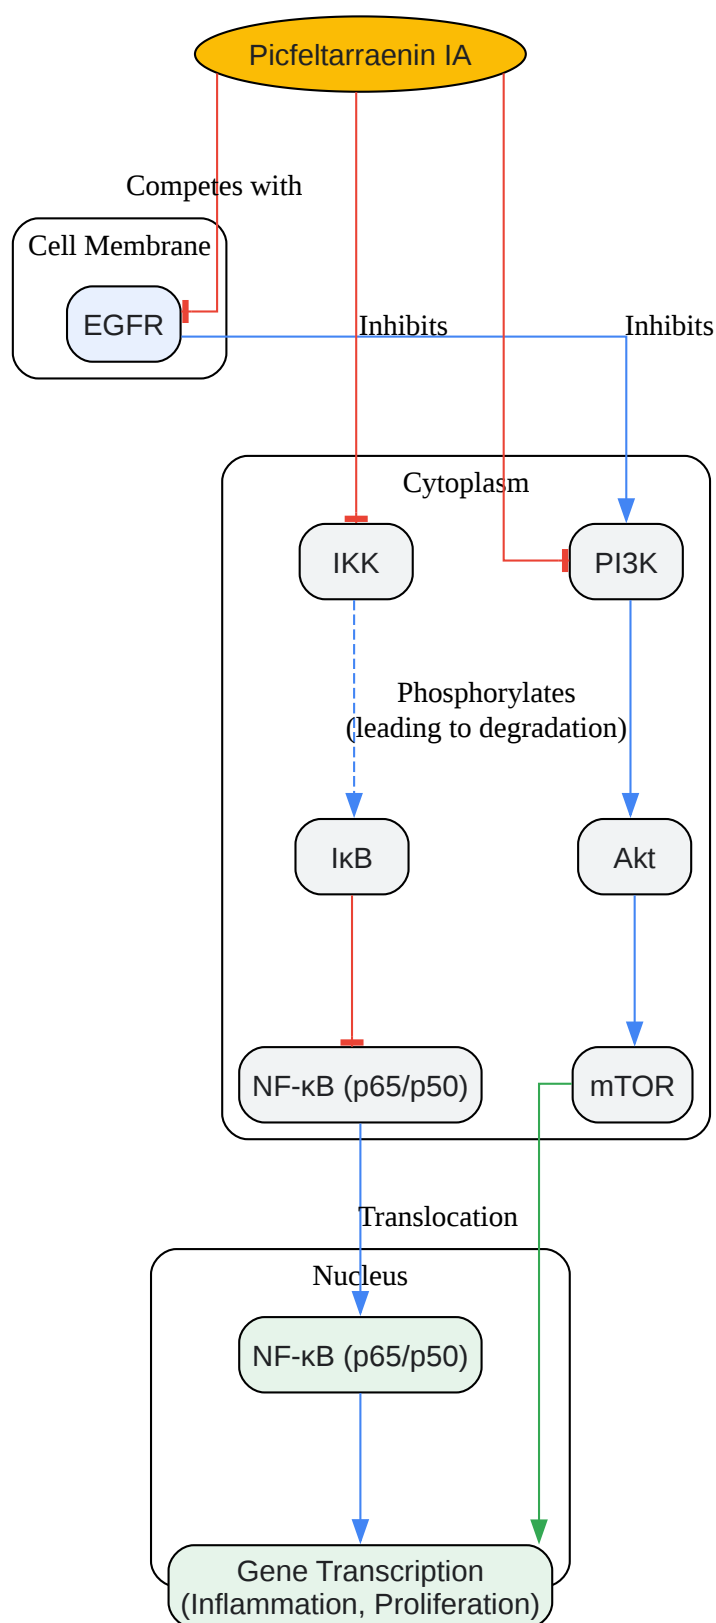 Picfeltarraenin IA
Competes with
Cell Membrane
EGFR
Inhibits
Inhibits
Cytoplasm
IKK
PI3K
Phosphorylates
(leading to degradation)
IκB
Akt
NF-κB (p65/p50)
mTOR
Translocation
Nucleus
NF-κB (p65/p50)
Gene Transcription
(Inflammation, Proliferation)